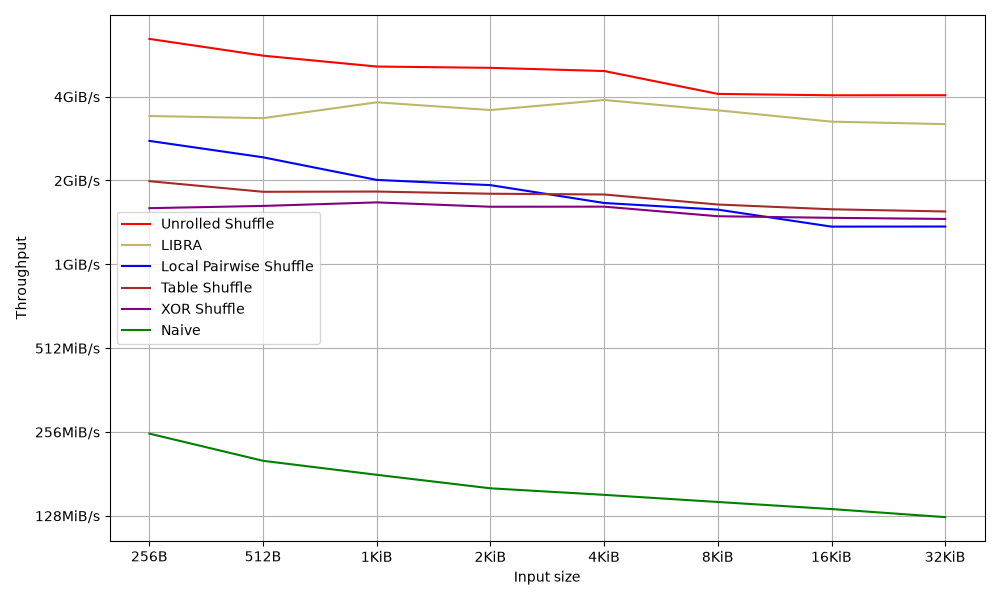 Throughput
4GiB/s
2GiB/s
1GiB/s
512MiB/s
256MiB/s
128MiB/s
Unrolled Shuffle
LIBRA
Local Pairwise Shuffle
Table Shuffle
XOR Shuffle
Naive
256B 512B 1KiB 2KiB 4KiB 8KiB 16KiB 32KiB
Input size